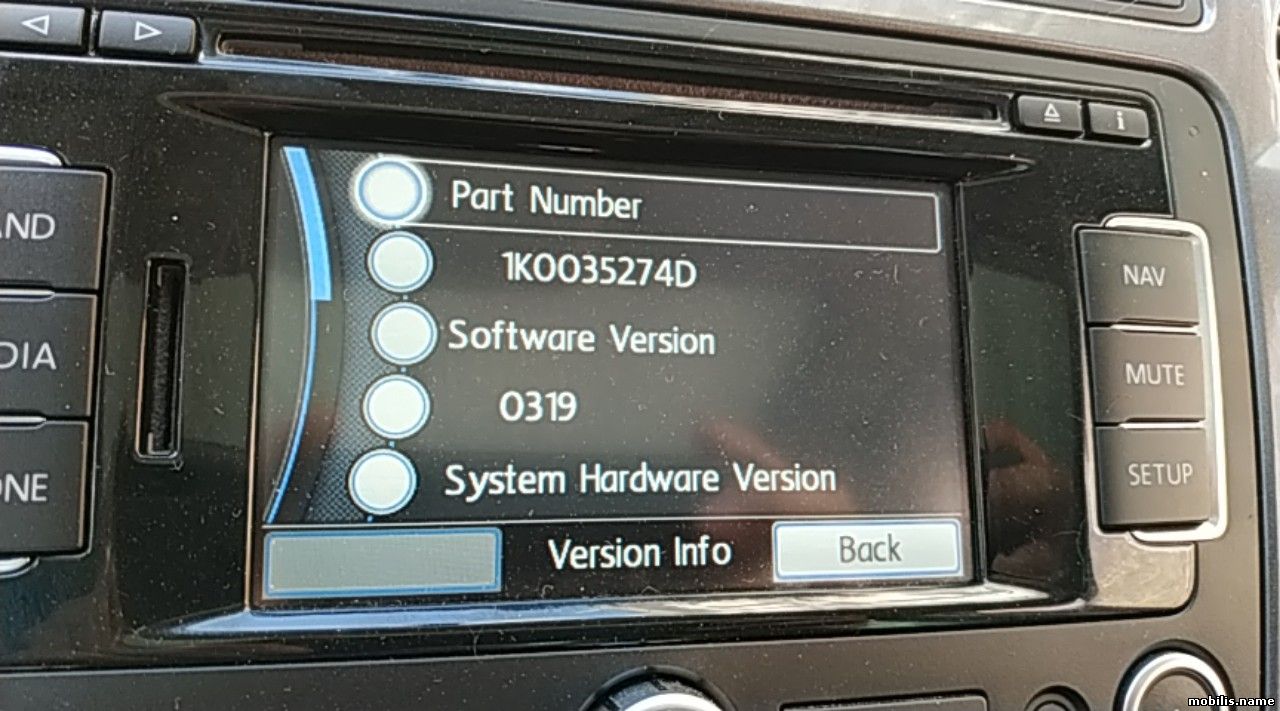 Part Number
1K0035274D
Software Version
0319
System Hardware Version
Version Info
Back
NAV
MUTE
SETUP
i
mobilis.name